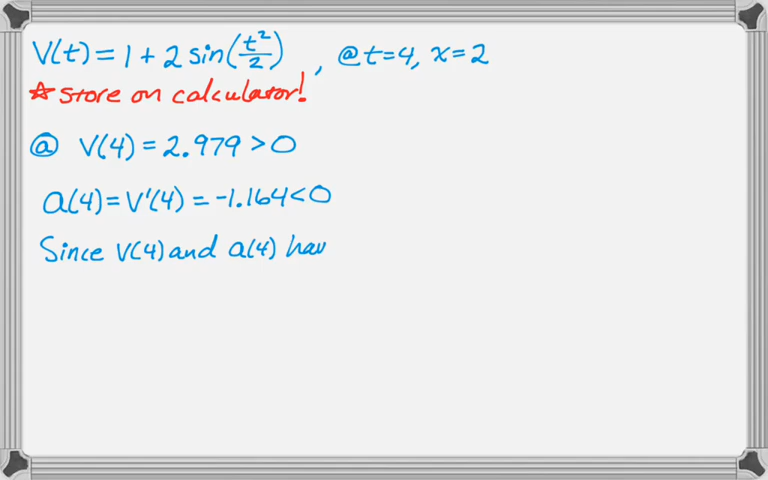 V(t) = 1 + 2 sin(t²/2), @ t=4, x=2
☆ store on calculator!
ⓐ V(4) = 2.979 > 0
a(4) = V'(4) = -1.164 < 0
Since V(4) and a(4) hav